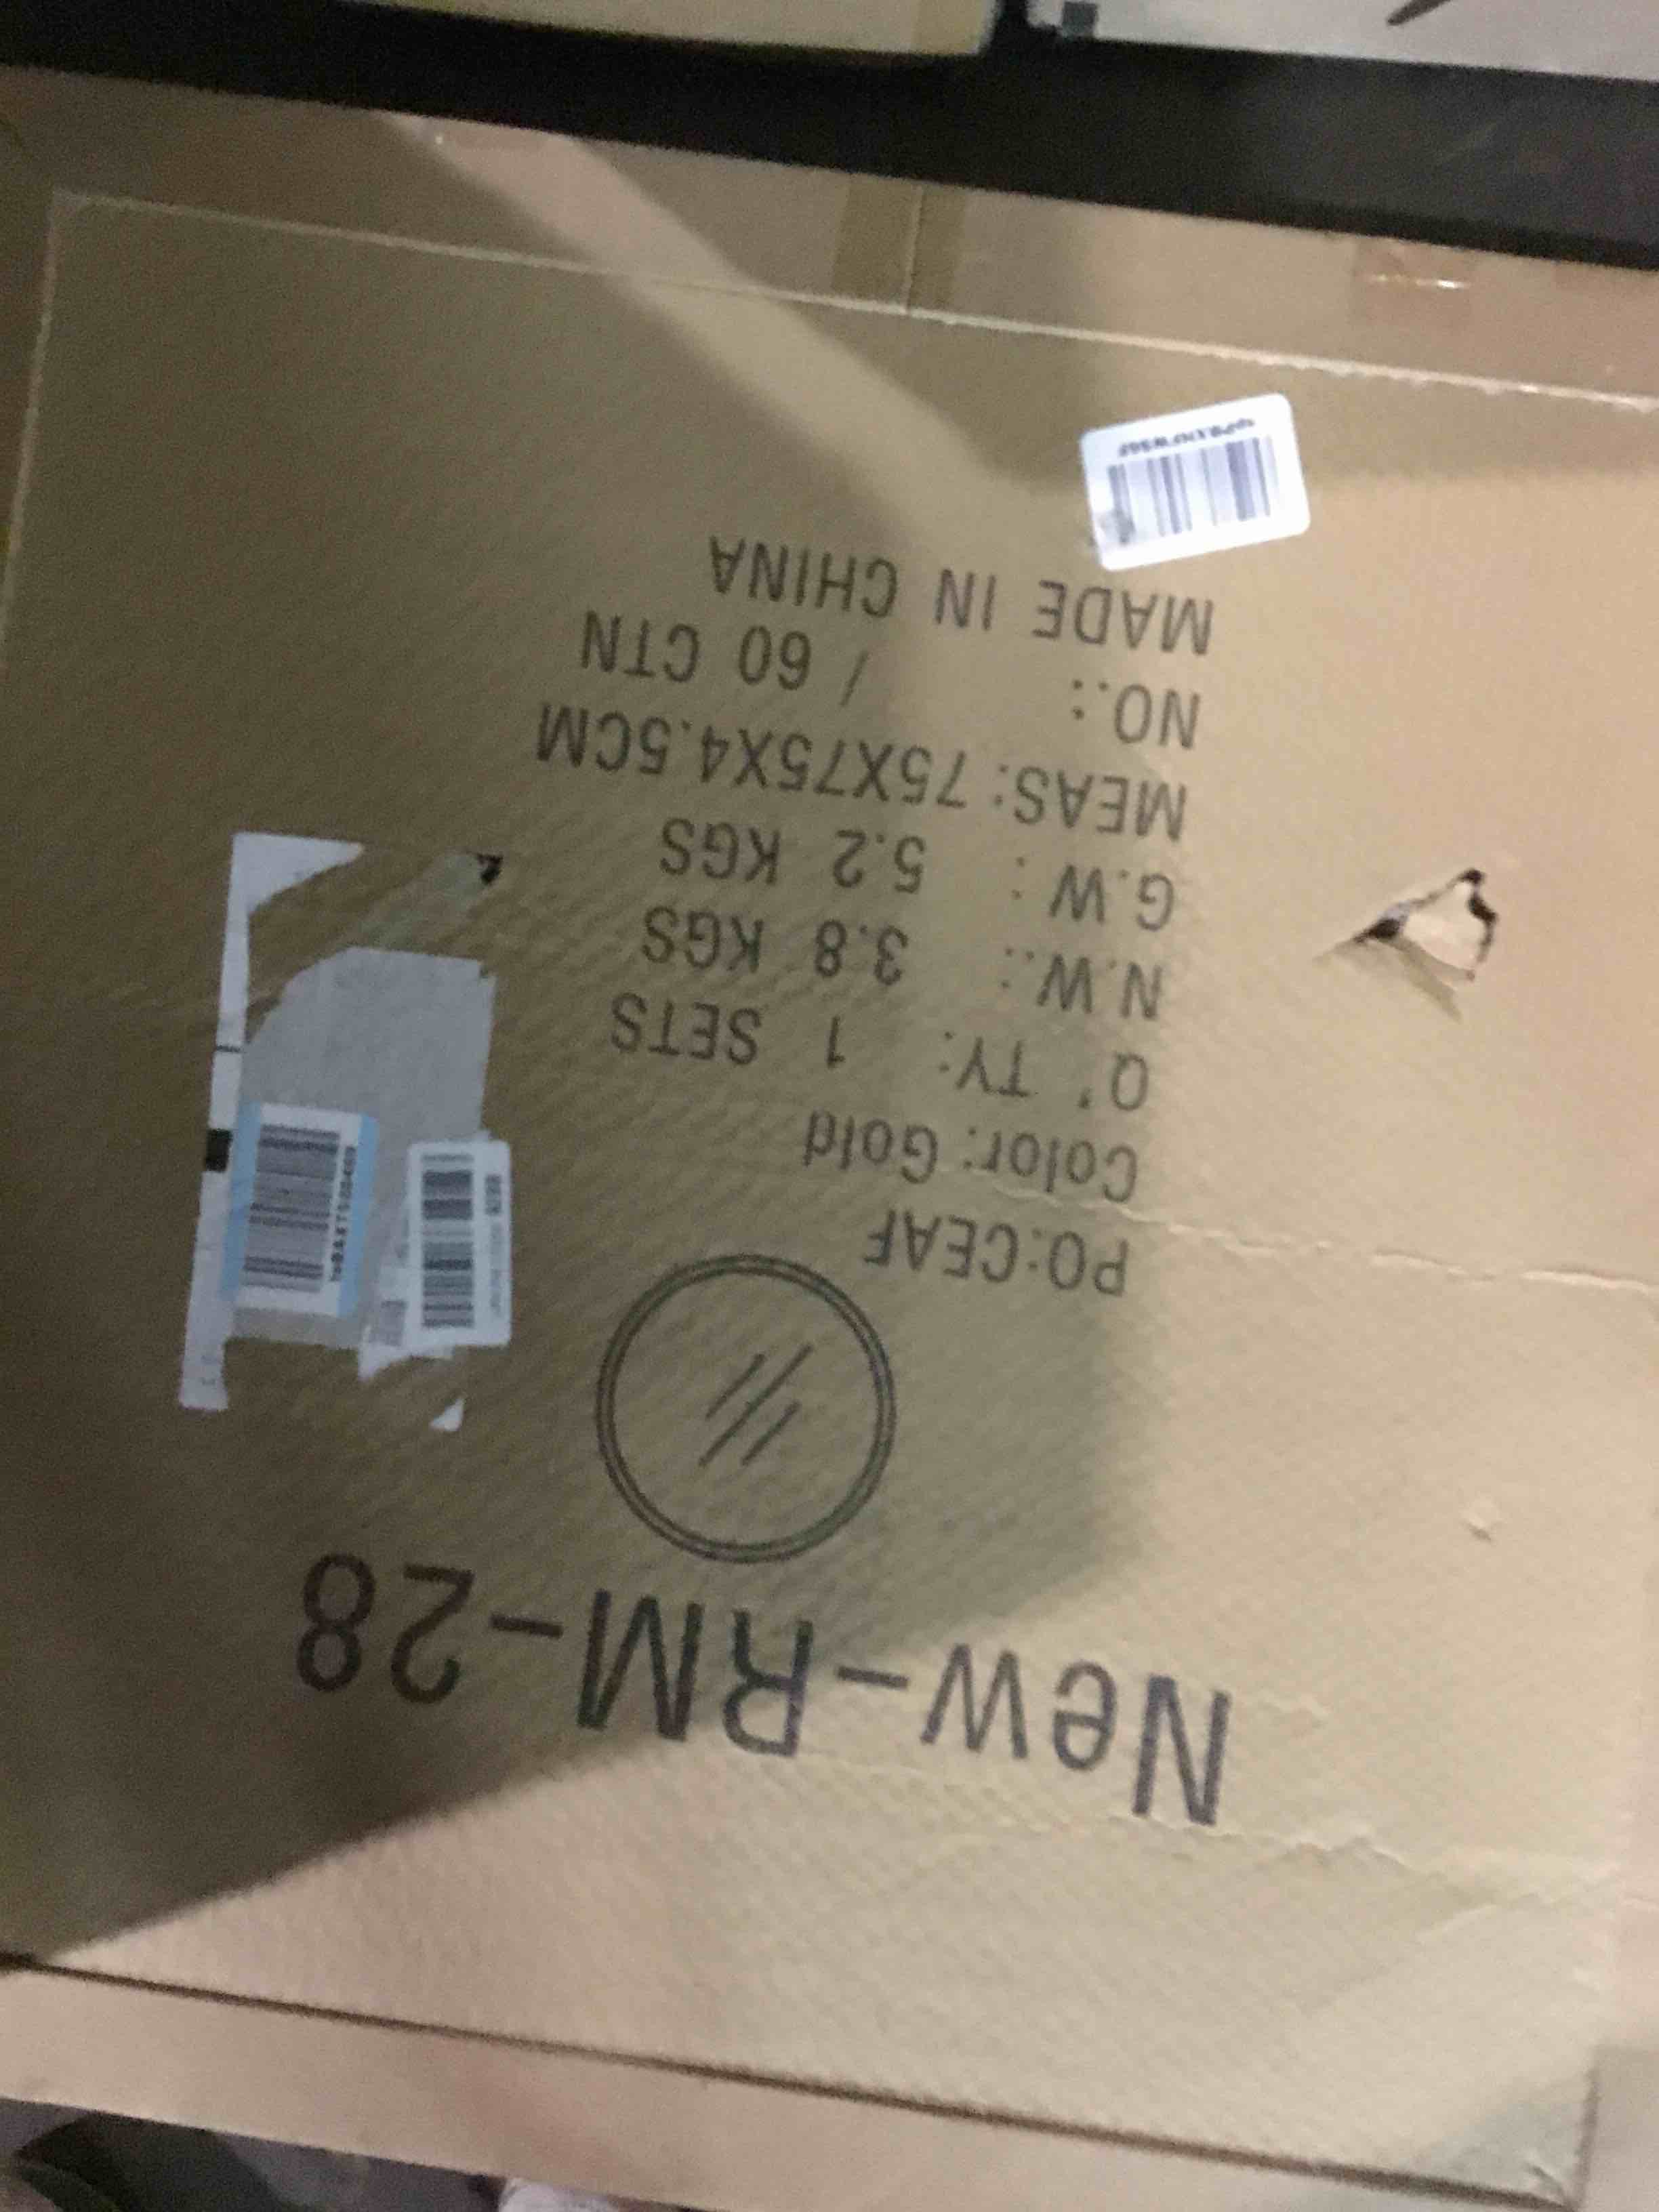 New-RM-28
PO:CEAF
Color: Gold
Q'TY: 1 SETS
N.W.: 3.8 KGS
G.W : 5.2 KGS
MEAS: 75X75X4.5CM
NO.: / 60 CTN
MADE IN CHINA